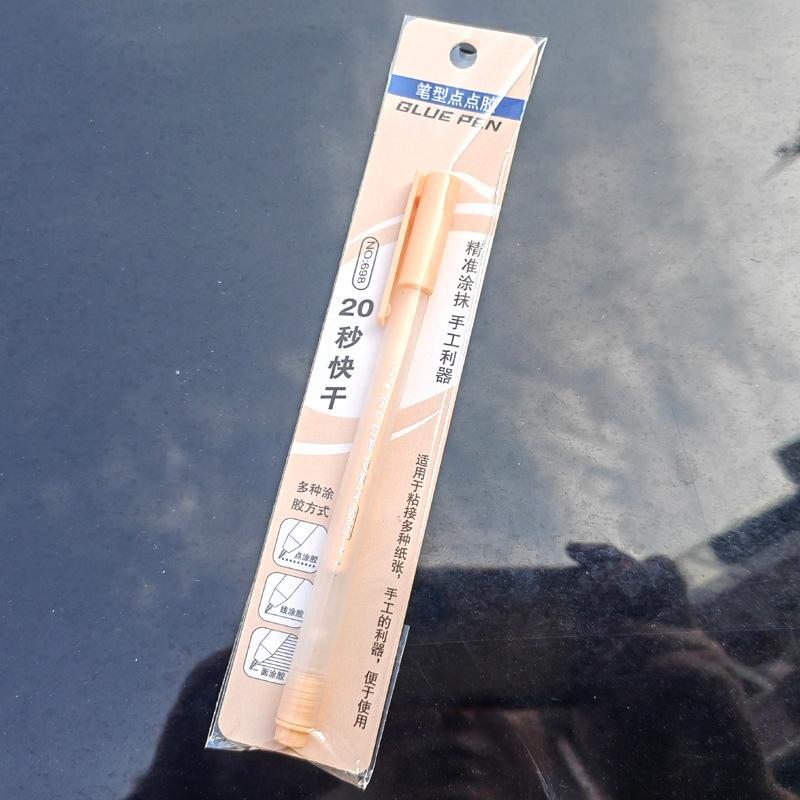 笔型点点胶
GLUE PEN
NO:698
20
秒
快
干
精准涂抹 手工利器
适用于粘接多种纸张，手工的利器，便于使用
多种涂
胶方式
点涂胶
线涂胶
面涂胶